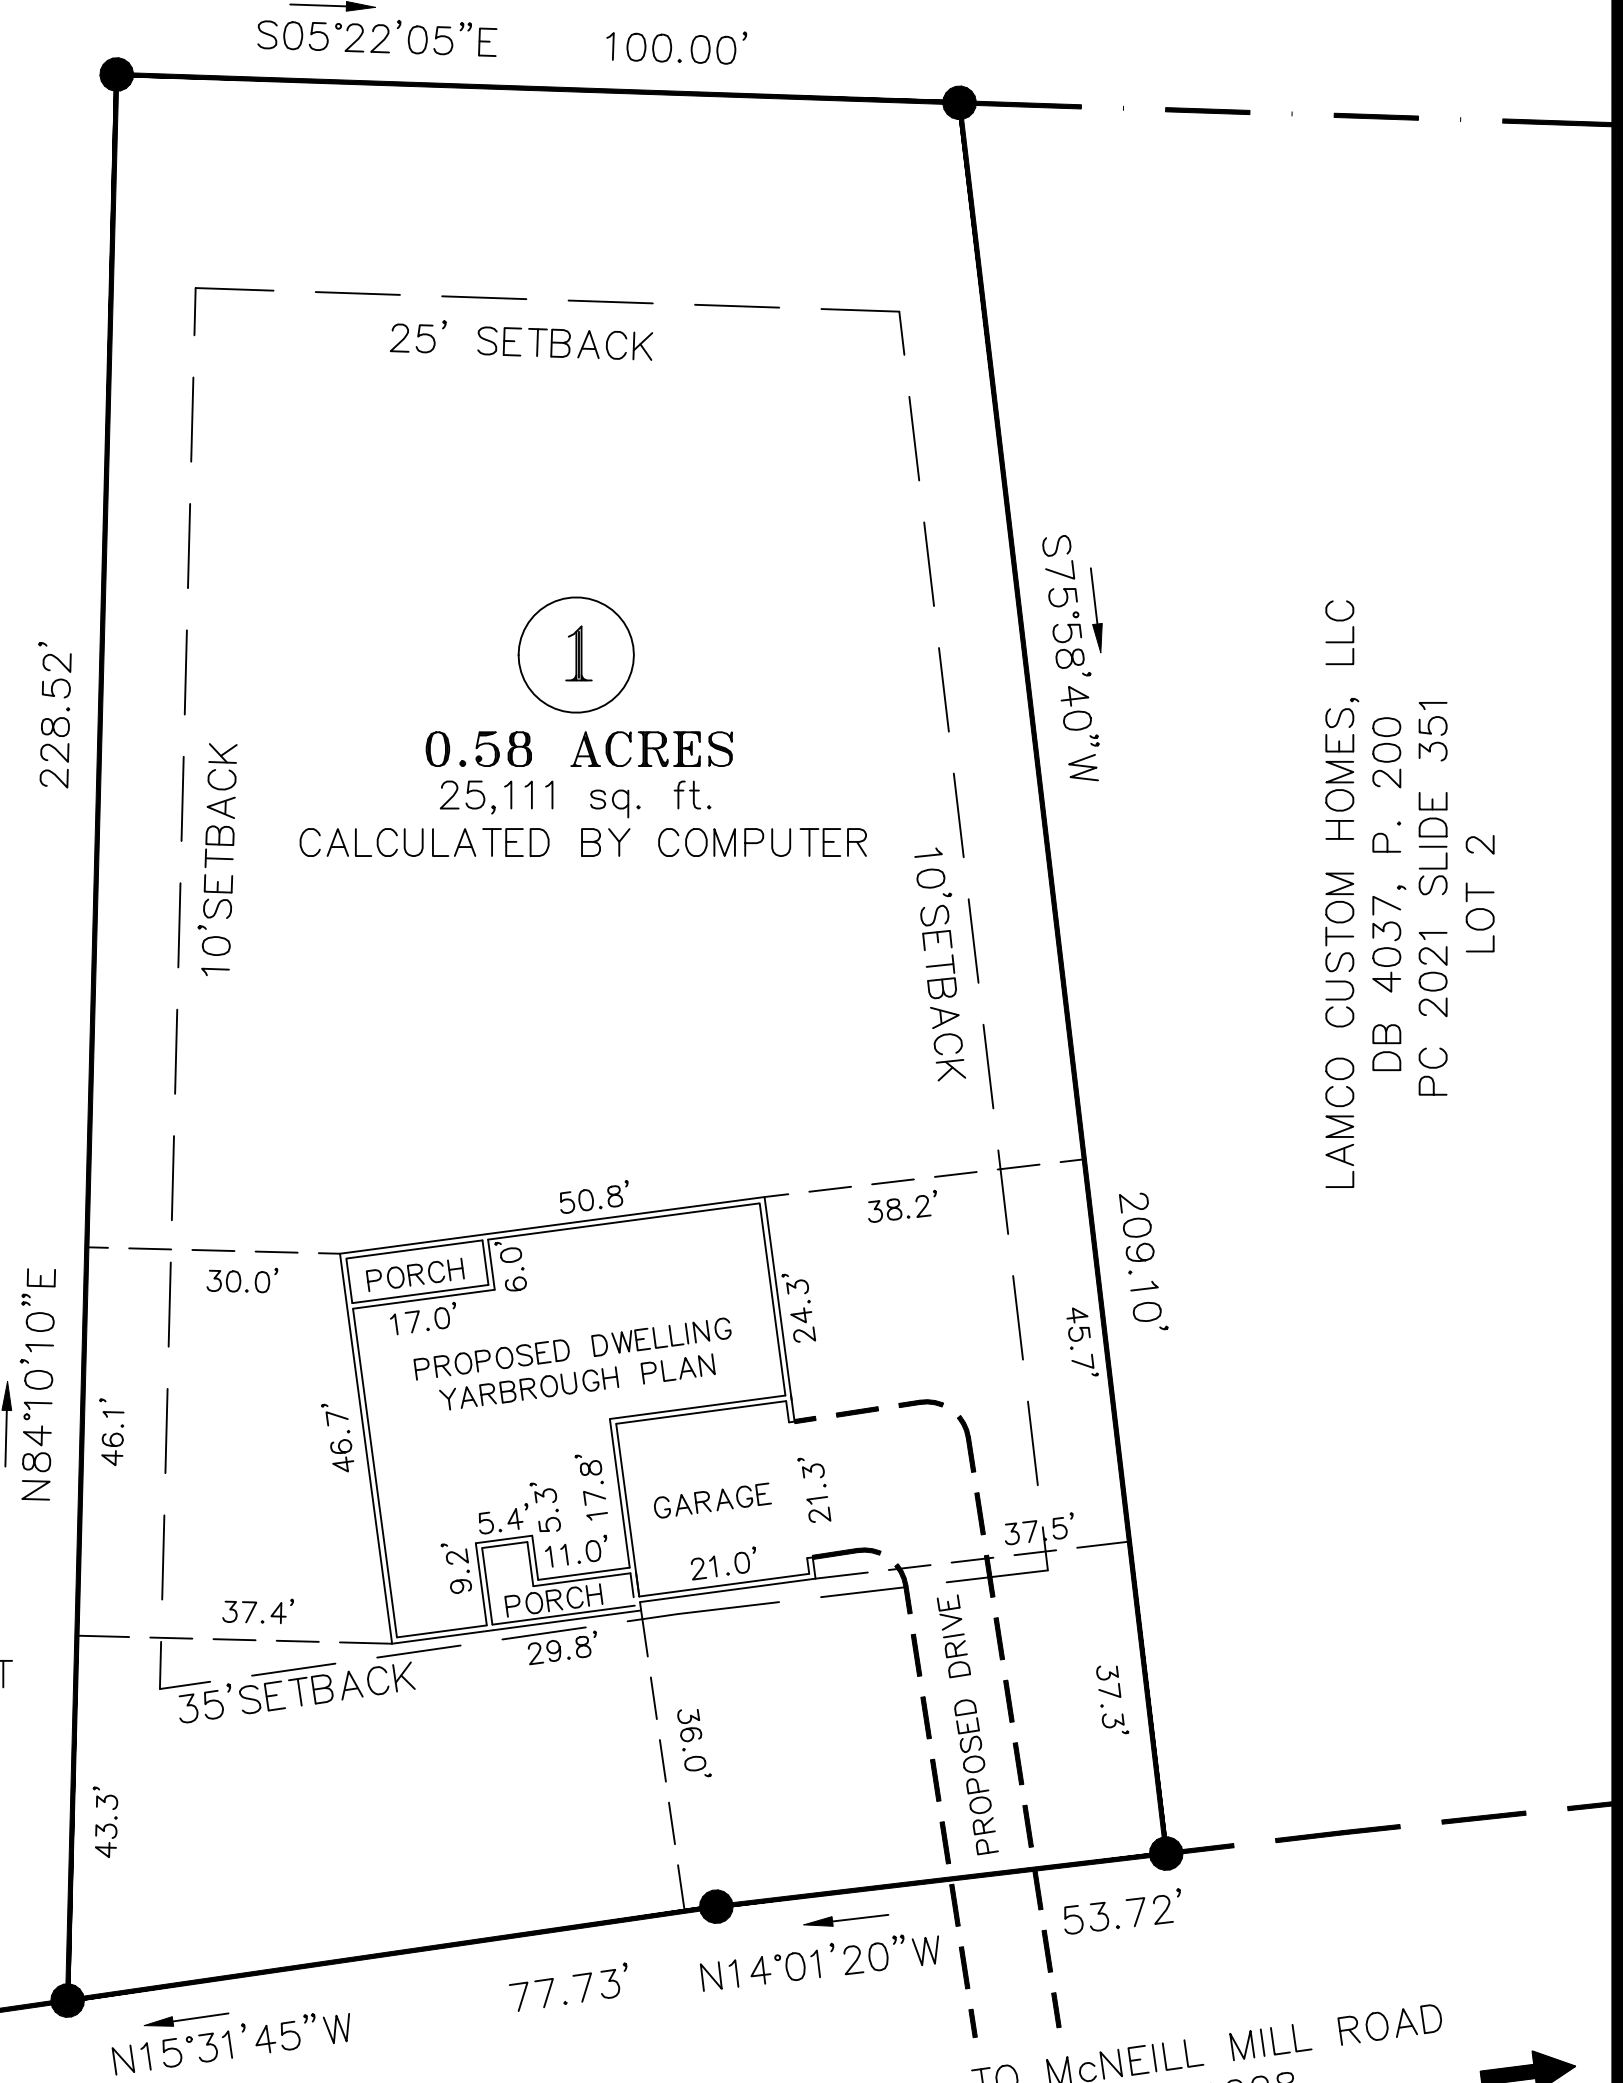 S05°22'05"E 100.00'
25' SETBACK
228.52'
S75°58'40"W
1
0.58 ACRES
25,111 sq. ft.
CALCULATED BY COMPUTER
10'SETBACK
10'SETBACK
LAMCO CUSTOM HOMES, LLC
DB 4037, P. 200
PC 2021 SLIDE 351
LOT 2
50.8'
38.2'
209.10'
30.0'
PORCH
6.0'
17.0'
24.3'
45.7'
N84°10'10"E
46.1'
PROPOSED DWELLING
YARBROUGH PLAN
46.7'
17.8'
GARAGE
21.3'
5.4'
5.3'
9.2'
11.0'
21.0'
37.5'
PORCH
37.4'
29.8'
35'SETBACK
T
36.0'
PROPOSED DRIVE
37.3'
43.3'
53.72'
N14°01'20"W
77.73'
N15°31'45"W
TO McNEILL MILL ROAD